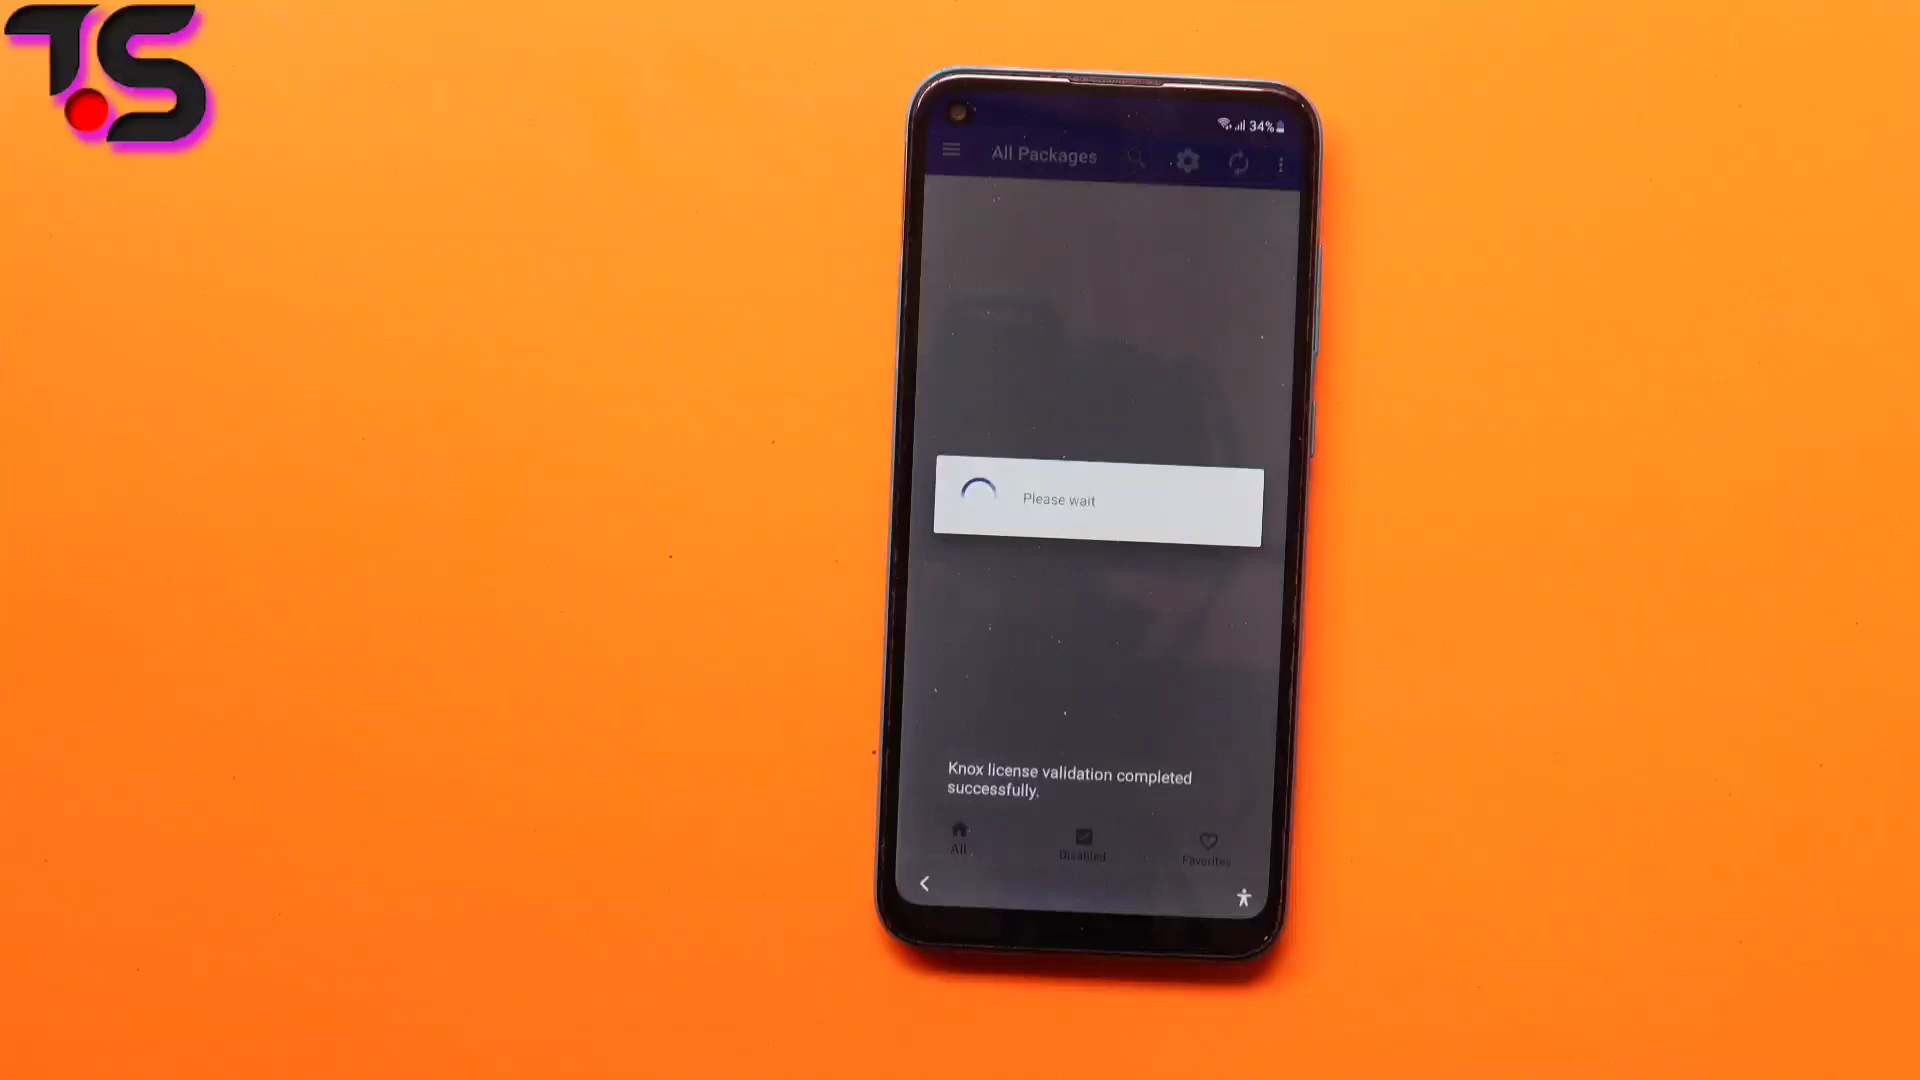 TS
34%
All Packages
Please wait
Knox license validation completed
successfully.
All
Disabled
Favorites